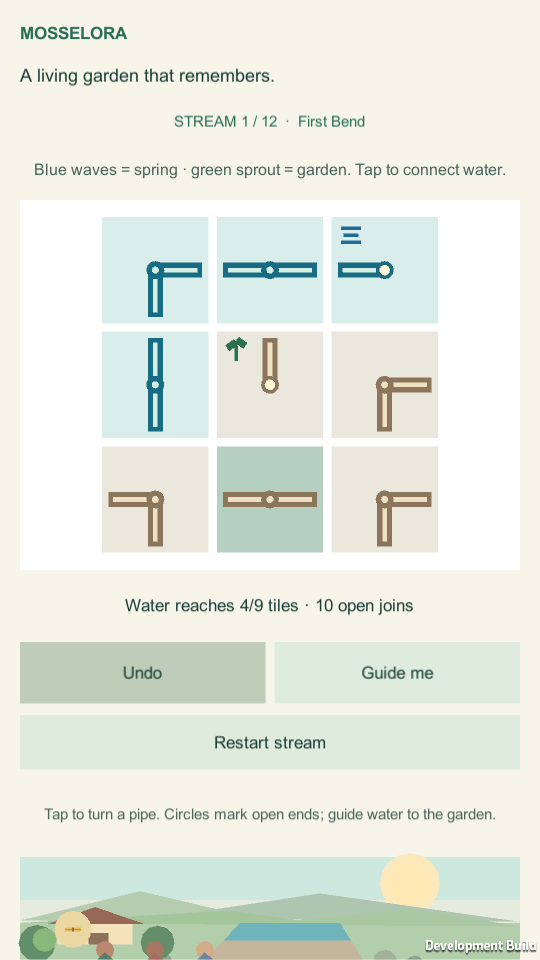 MOSSELORA
A living garden that remembers.
STREAM 1 / 12 · First Bend
Blue waves = spring · green sprout = garden. Tap to connect water.
Water reaches 4/9 tiles · 10 open joins
Undo
Guide me
Restart stream
Tap to turn a pipe. Circles mark open ends; guide water to the garden.
Development Build